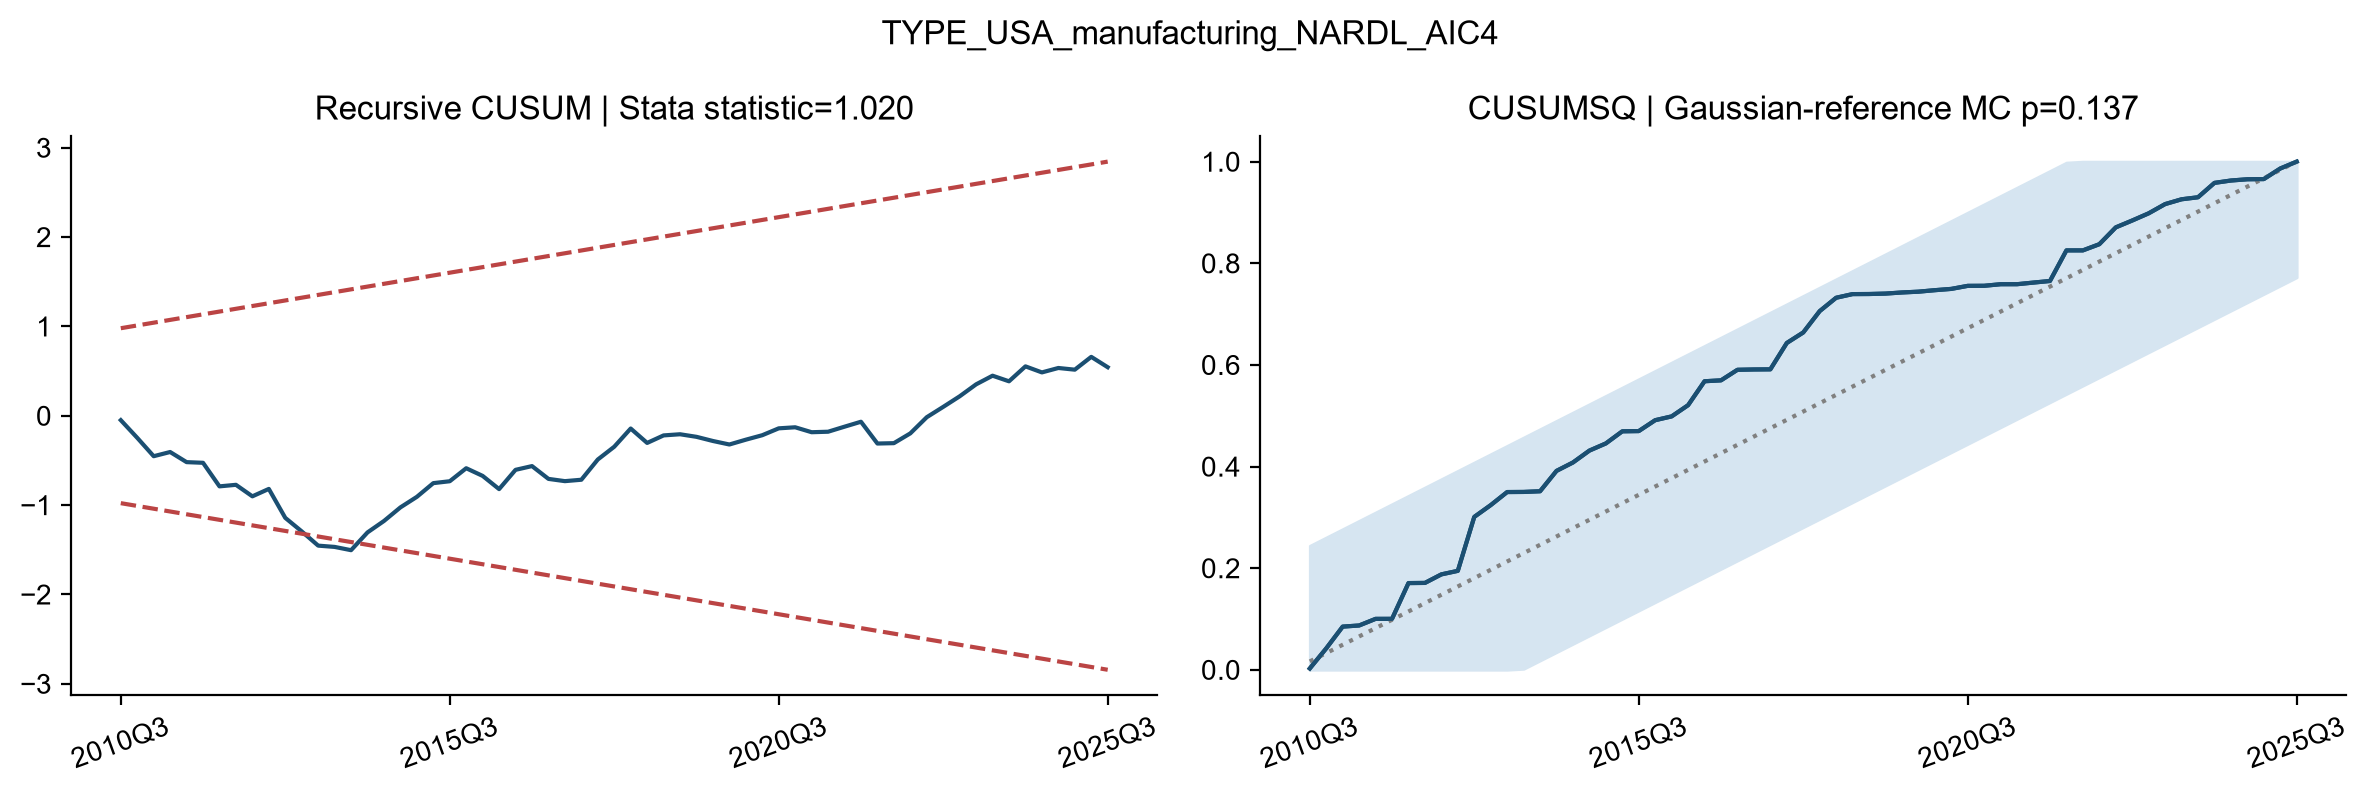 TYPE_USA_manufacturing_NARDL_AIC4
Recursive CUSUM | Stata statistic=1.020
3
2
1
0
−1
−2
−3
2010Q3
2015Q3
2020Q3
2025Q3
CUSUMSQ | Gaussian-reference MC p=0.137
1.0
0.8
0.6
0.4
0.2
0.0
2010Q3
2015Q3
2020Q3
2025Q3